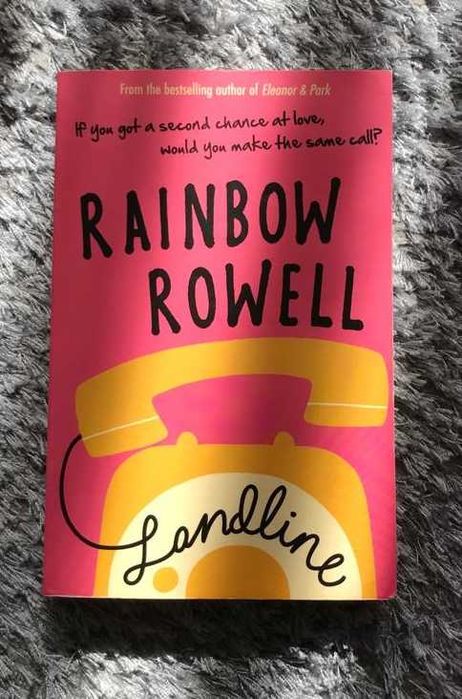 From the bestselling author of Eleanor & Park
If you got a second chance at love,
would you make the same call?
RAINBOW
ROWELL
Landline